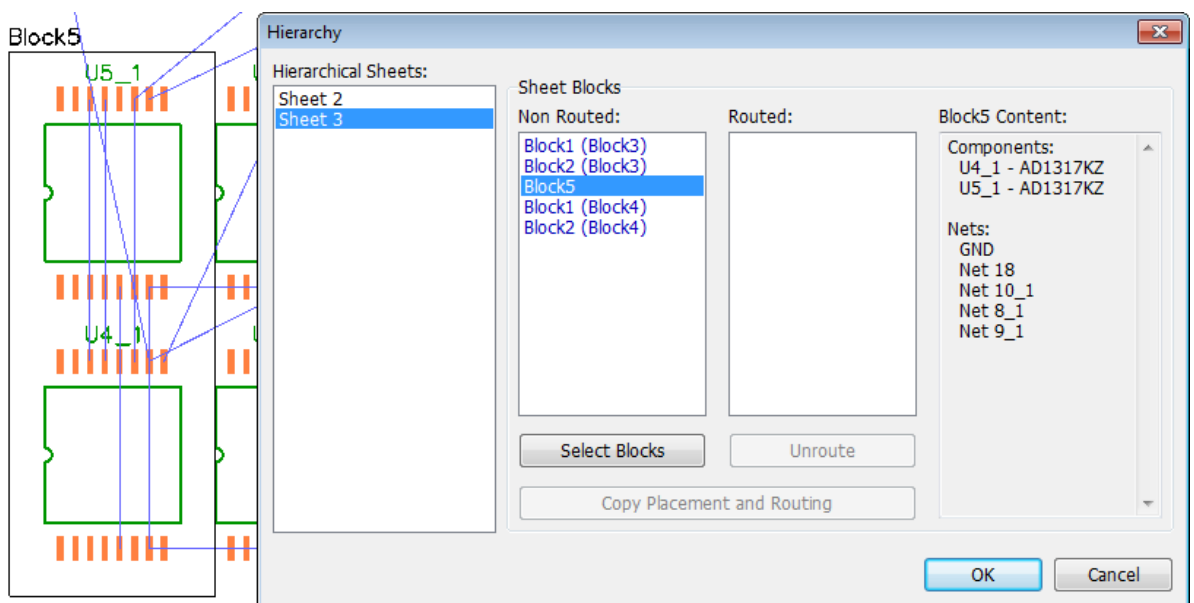 Block5
U5_1
U4_1
Hierarchy
Hierarchical Sheets:
Sheet 2
Sheet 3
Sheet Blocks
Non Routed:
Block1 (Block3)
Block2 (Block3)
Block5
Block1 (Block4)
Block2 (Block4)
Routed:
Block5 Content:
Components:
U4_1 - AD1317KZ
U5_1 - AD1317KZ
Nets:
GND
Net 18
Net 10_1
Net 8_1
Net 9_1
Select Blocks
Unroute
Copy Placement and Routing
OK
Cancel